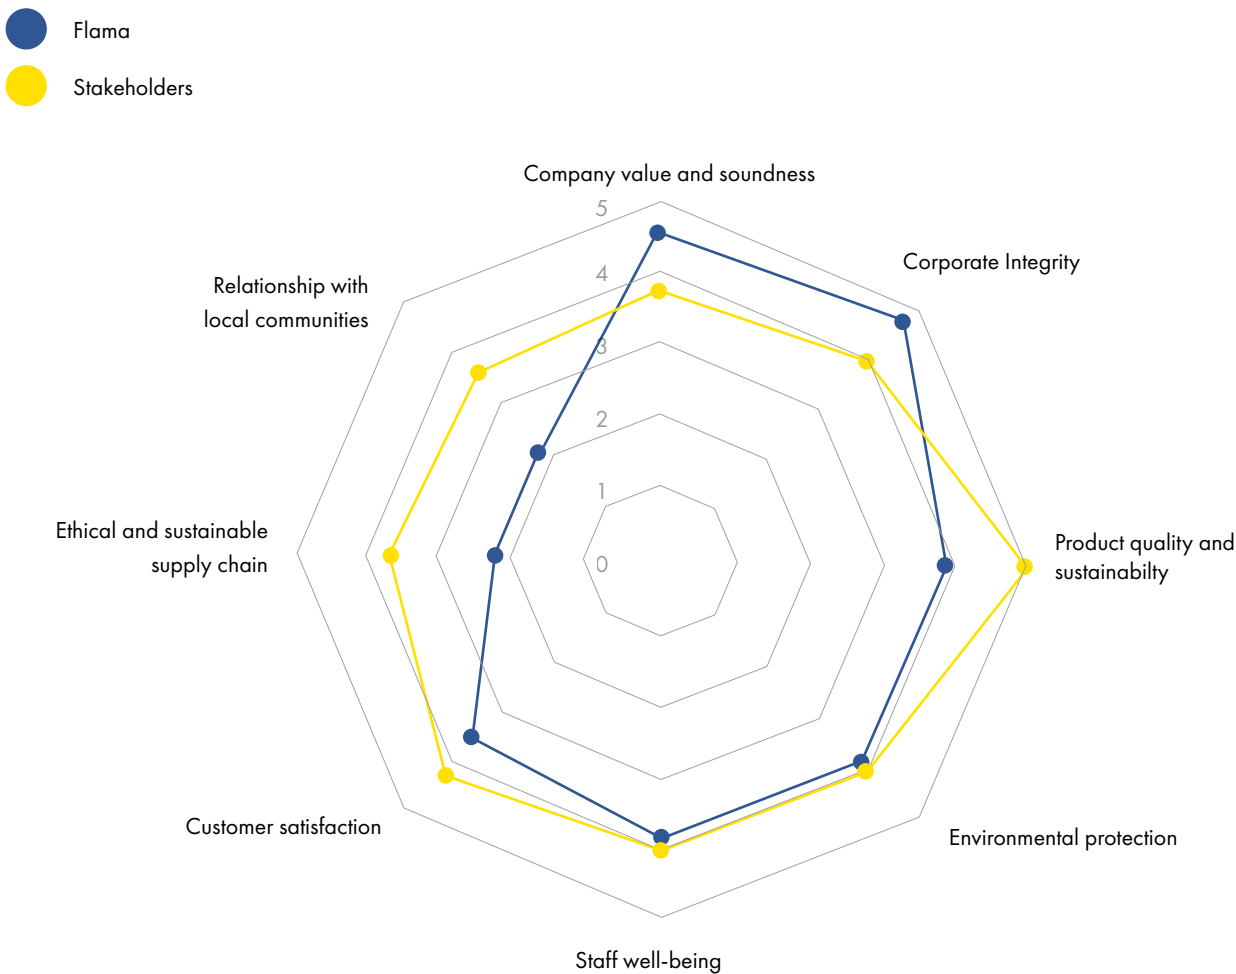 Flama
Stakeholders
Company value and soundness
5
Corporate Integrity
4
Relationship with
local communities
3
2
1
Ethical and sustainable
supply chain
0
Product quality and
sustainabilty
Customer satisfaction
Environmental protection
Staff well-being